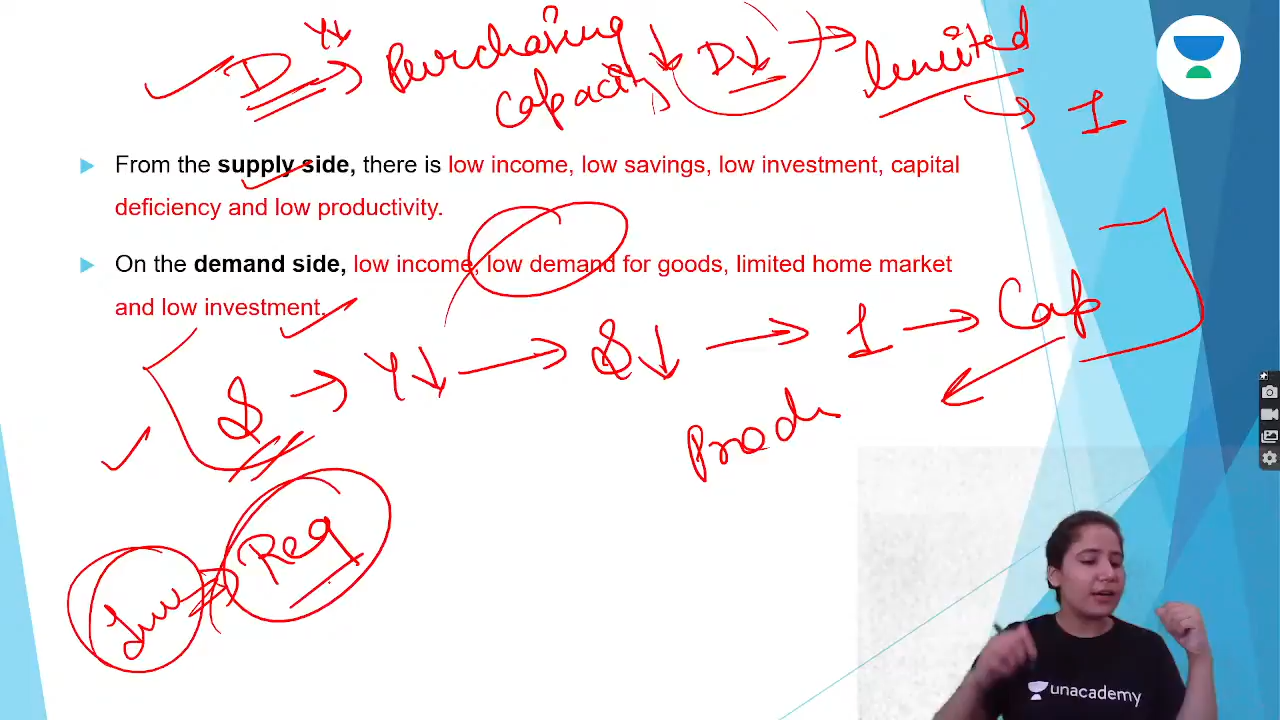 Y↓
D → Purchasing Capacity ↓ D↓ → limited
I
From the supply side, there is low income, low savings, low investment, capital
deficiency and low productivity.
On the demand side, low income, low demand for goods, limited home market
and low investment.
S → Y↓ → S↓ → I → Cap
Prod
Inv → Req
unacademy